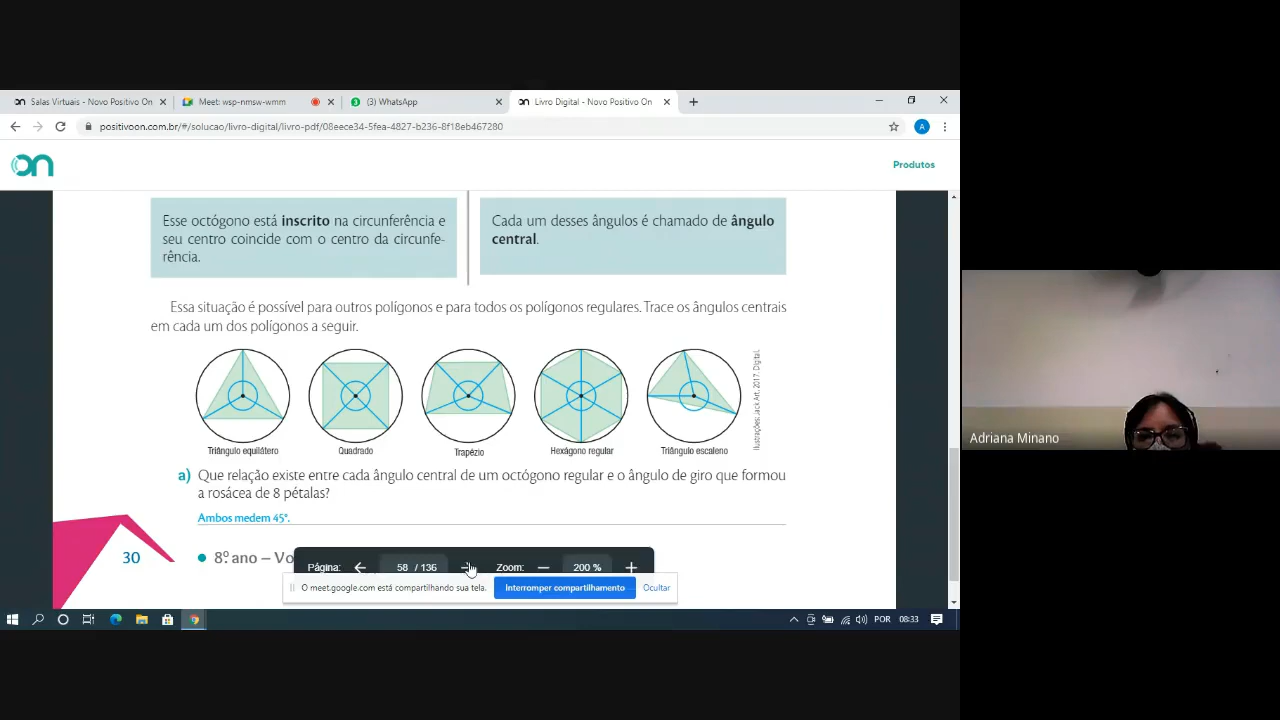 Salas Virtuais - Novo Positivo On
Meet: wsp-nmsw-wmm
(3) WhatsApp
Livro Digital - Novo Positivo On
positivoon.com.br/#/solucao/livro-digital/livro-pdf/08eece34-5fea-4827-b236-8f18eb467280
A
on
Produtos
Esse octógono está inscrito na circunferência e
seu centro coincide com o centro da circunfe-
rência.
Cada um desses ângulos é chamado de ângulo
central.
Essa situação é possível para outros polígonos e para todos os polígonos regulares. Trace os ângulos centrais
em cada um dos polígonos a seguir.
Triângulo equilátero
Quadrado
Trapézio
Hexágono regular
Triângulo escaleno
Ilustrações: Jack Art. 2017. Digital.
a) Que relação existe entre cada ângulo central de um octógono regular e o ângulo de giro que formou
a rosácea de 8 pétalas?
Ambos medem 45°.
30
8º. ano – Vo
Página: 58 / 136 Zoom: 200 %
O meet.google.com está compartilhando sua tela.
Interromper compartilhamento
Ocultar
POR 08:33
Adriana Minano